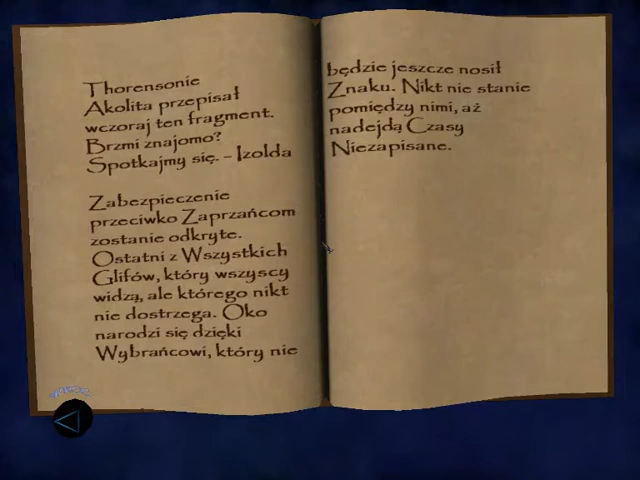 Thorensonie
Akolita przepisał
wczoraj ten fragment.
Brzmi znajomo?
Spotkajmy się. – Izolda
Zabezpieczenie
przeciwko Zaprzańcom
zostanie odkryte.
Ostatni z Wszystkich
Glifów, który wszyscy
widzą, ale którego nikt
nie dostrzega. Oko
narodzi się dzięki
Wybrańcowi, który nie
będzie jeszcze nosił
Znaku. Nikt nie stanie
pomiędzy nimi, aż
nadejdą Czasy
Niezapisane.